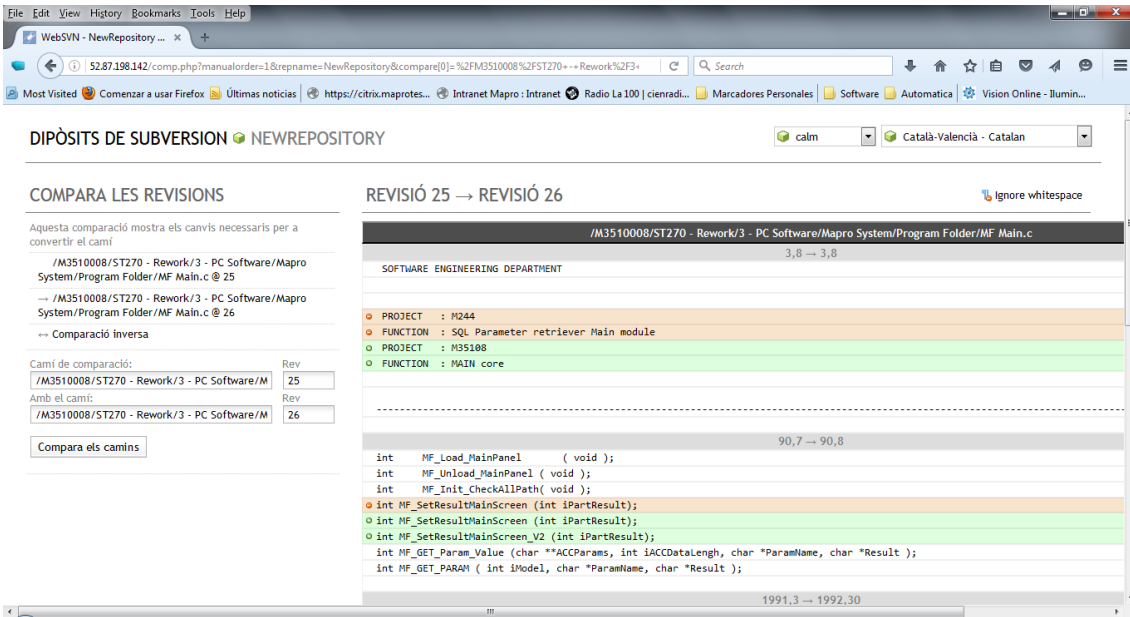 File Edit View History Bookmarks Tools Help
WebSVN - NewRepository ... × +
52.87.198.142/comp.php?manualorder=1&repname=NewRepository&compare[0]=%2FM3510008%2FST270+-+Rework%2F3+
Search
Most Visited Comenzar a usar Firefox Últimas noticias https://citrix.maprotes... Intranet Mapro : Intranet Radio La 100 | cienradi... Marcadores Personales Software Automatica Vision Online - Ilumin...
DIPÒSITS DE SUBVERSION NEWREPOSITORY
calm
Català-Valencià - Catalan
COMPARA LES REVISIONS
Aquesta comparació mostra els canvis necessaris per a
convertir el camí
/M3510008/ST270 - Rework/3 - PC Software/Mapro
System/Program Folder/MF Main.c @ 25
→ /M3510008/ST270 - Rework/3 - PC Software/Mapro
System/Program Folder/MF Main.c @ 26
↔ Comparació inversa
Camí de comparació: Rev
/M3510008/ST270 - Rework/3 - PC Software/M 25
Amb el camí: Rev
/M3510008/ST270 - Rework/3 - PC Software/M 26
Compara els camins
REVISIÓ 25 → REVISIÓ 26
Ignore whitespace
/M3510008/ST270 - Rework/3 - PC Software/Mapro System/Program Folder/MF Main.c
3,8 → 3,8
SOFTWARE ENGINEERING DEPARTMENT
PROJECT : M244
FUNCTION : SQL Parameter retriever Main module
PROJECT : M35108
FUNCTION : MAIN core
--------------------------------------------------------------------------------
90,7 → 90,8
int MF_Load_MainPanel ( void );
int MF_Unload_MainPanel ( void );
int MF_Init_CheckAllPath( void );
int MF_SetResultMainScreen (int iPartResult);
int MF_SetResultMainScreen (int iPartResult);
int MF_SetResultMainScreen_V2 (int iPartResult);
int MF_GET_Param_Value (char **ACCParams, int iACCDataLengh, char *ParamName, char *Result );
int MF_GET_PARAM ( int iModel, char *ParamName, char *Result );
1991,3 → 1992,30